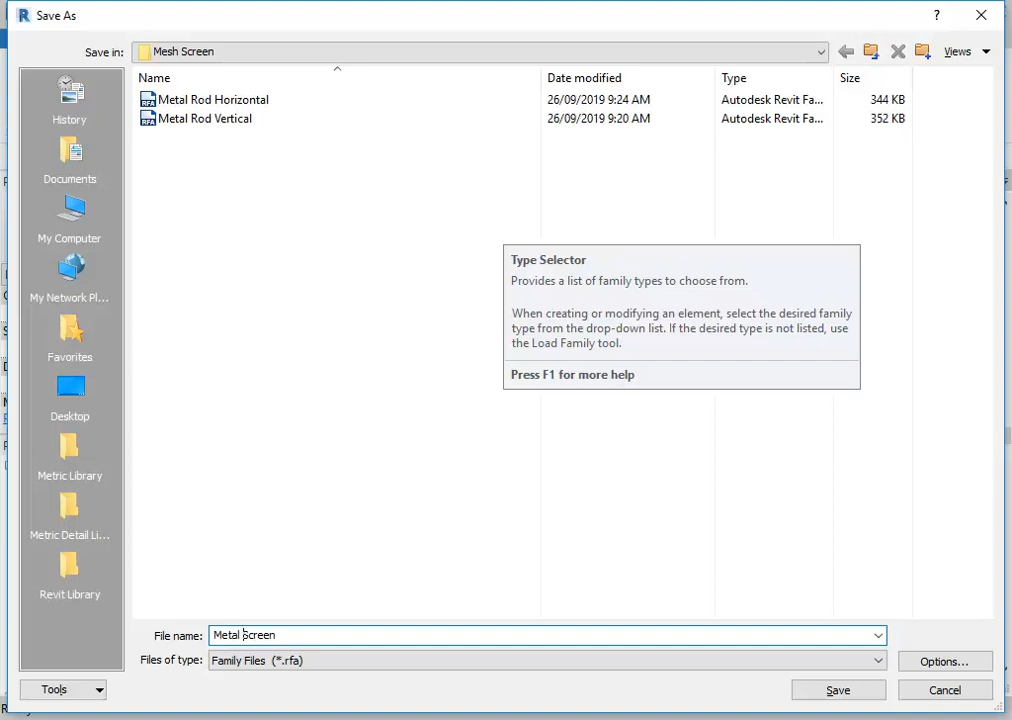 Save As
?
Save in:
Mesh Screen
Views
Name
Date modified
Type
Size
Metal Rod Horizontal
26/09/2019 9:24 AM
Autodesk Revit Fa...
344 KB
Metal Rod Vertical
26/09/2019 9:20 AM
Autodesk Revit Fa...
352 KB
History
Documents
My Computer
My Network Pl...
Favorites
Desktop
Metric Library
Metric Detail Li...
Revit Library
Type Selector
Provides a list of family types to choose from.
When creating or modifying an element, select the desired family
type from the drop-down list. If the desired type is not listed, use
the Load Family tool.
Press F1 for more help
File name:
Metal Screen
Files of type:
Family Files (*.rfa)
Options...
Tools
Save
Cancel